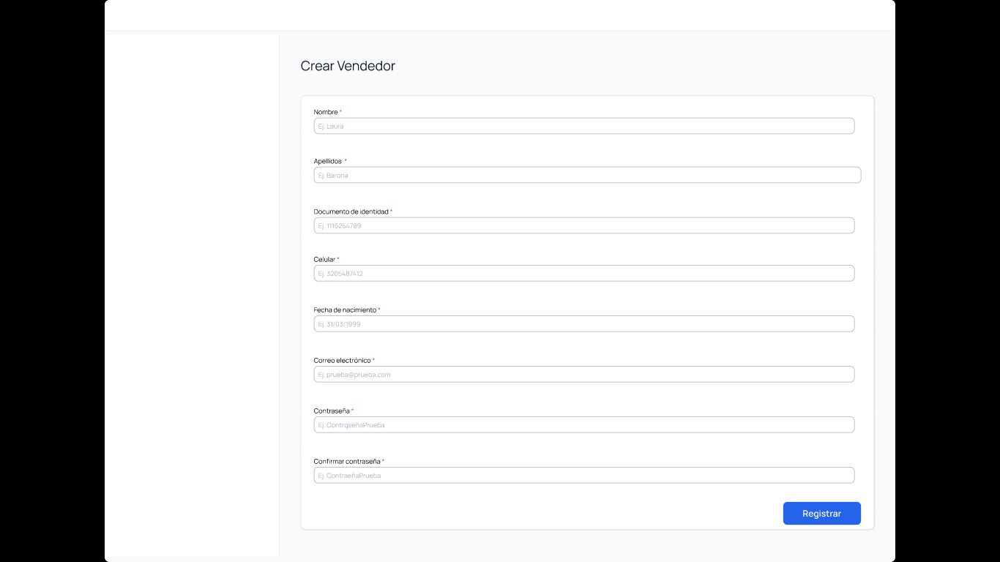 Crear Vendedor
Nombre *
Ej. Laura
Apellidos *
Ej. Barona
Documento de identidad *
Ej. 1116254789
Celular *
Ej. 3205487412
Fecha de nacimiento *
Ej. 31/03/1999
Correo electrónico *
Ej. prueba@prueba.com
Contraseña *
Ej. ContrqseñaPrueba
Confirmar contraseña *
Ej. ContraeñaPrueba
Registrar